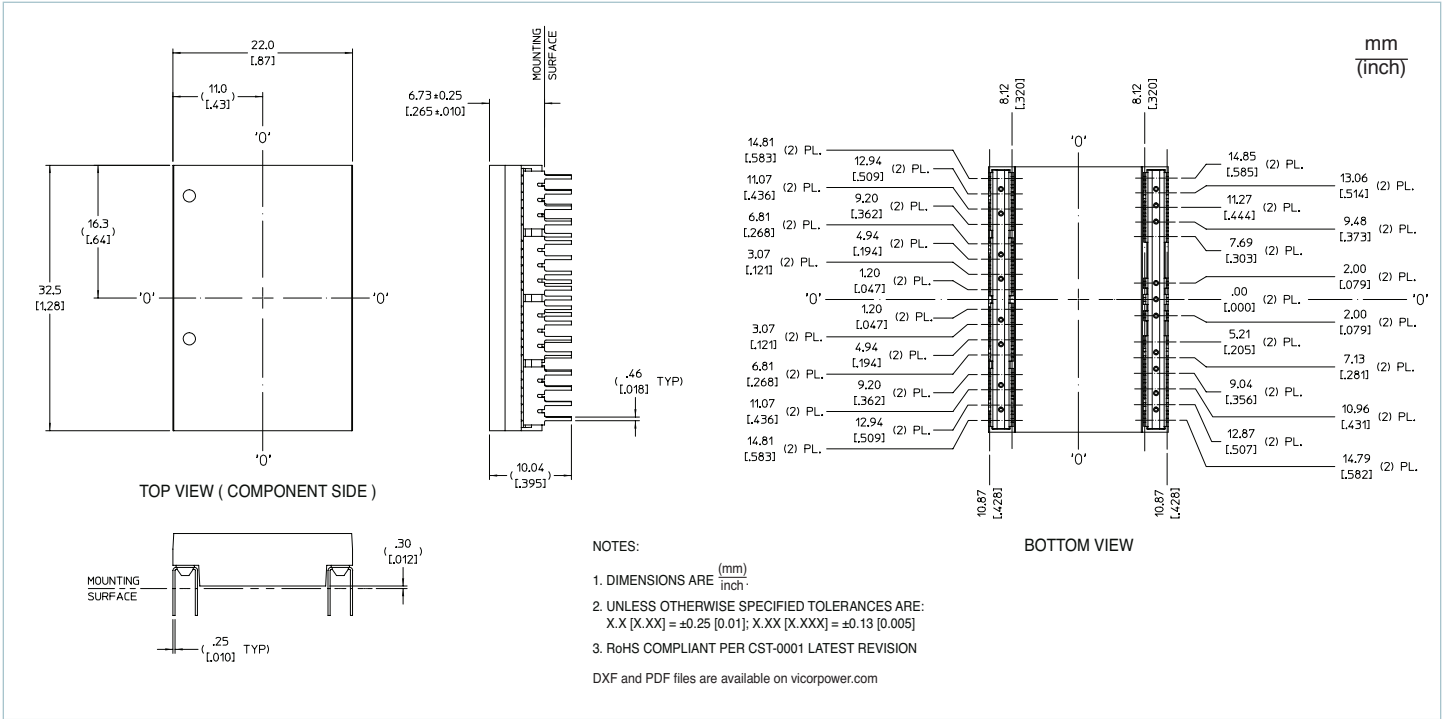 mm
(inch)
22.0
[.87]
( 11.0 )
[.43]
'0'
( 16.3 )
[.64]
32.5
[1.28]
'0'
'0'
'0'
TOP VIEW ( COMPONENT SIDE )
MOUNTING
SURFACE
6.73 ±0.25
[.265 ±.010]
( .46 TYP)
[.018]
( 10.04 )
[.395]
MOUNTING
SURFACE
( .30 )
[.012]
( .25 TYP)
[.010]
8.12
[.320]
8.12
[.320]
'0'
14.81 (2) PL.
[.583]
12.94 (2) PL.
[.509]
11.07 (2) PL.
[.436]
9.20 (2) PL.
[.362]
6.81 (2) PL.
[.268]
4.94 (2) PL.
[.194]
3.07 (2) PL.
[.121]
1.20 (2) PL.
[.047]
'0'
1.20 (2) PL.
[.047]
3.07 (2) PL.
[.121]
4.94 (2) PL.
[.194]
6.81 (2) PL.
[.268]
9.20 (2) PL.
[.362]
11.07 (2) PL.
[.436]
12.94 (2) PL.
[.509]
14.81 (2) PL.
[.583]
14.85 (2) PL.
[.585]
13.06 (2) PL.
[.514]
11.27 (2) PL.
[.444]
9.48 (2) PL.
[.373]
7.69 (2) PL.
[.303]
2.00 (2) PL.
[.079]
.00 (2) PL.
[.000]
'0'
2.00 (2) PL.
[.079]
5.21 (2) PL.
[.205]
7.13 (2) PL.
[.281]
9.04 (2) PL.
[.356]
10.96 (2) PL.
[.431]
12.87 (2) PL.
[.507]
14.79 (2) PL.
[.582]
'0'
10.87
[.428]
10.87
[.428]
BOTTOM VIEW
NOTES:
1. DIMENSIONS ARE (mm)
inch.
2. UNLESS OTHERWISE SPECIFIED TOLERANCES ARE:
X.X [X.XX] = ±0.25 [0.01]; X.XX [X.XXX] = ±0.13 [0.005]
3. RoHS COMPLIANT PER CST-0001 LATEST REVISION
DXF and PDF files are available on vicorpower.com